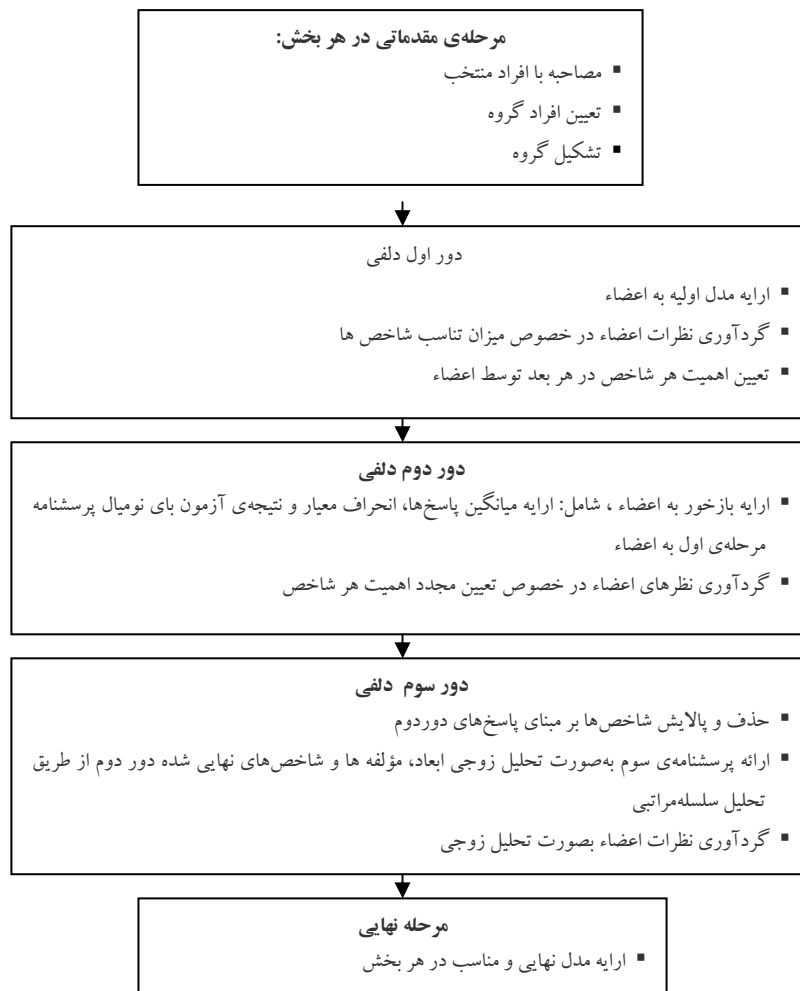 مرحله‌ی مقدماتی در هر بخش:
▪ مصاحبه با افراد منتخب
▪ تعیین افراد گروه
▪ تشکیل گروه
دور اول دلفی
▪ ارایه مدل اولیه به اعضاء
▪ گردآوری نظرات اعضاء در خصوص میزان تناسب شاخص ها
▪ تعیین اهمیت هر شاخص در هر بعد توسط اعضاء
دور دوم دلفی
▪ ارایه بازخور به اعضاء ، شامل: ارایه میانگین پاسخ‌ها، انحراف معیار و نتیجه‌ی آزمون بای نومیال پرسشنامه
مرحله‌ی اول به اعضاء
▪ گردآوری نظرهای اعضاء در خصوص تعیین مجدد اهمیت هر شاخص
دور سوم دلفی
▪ حذف و پالایش شاخص‌ها بر مبنای پاسخ‌های دوردوم
▪ ارائه پرسشنامه‌ی سوم به‌صورت تحلیل زوجی ابعاد، مؤلفه ها و شاخص‌های نهایی شده دور دوم از طریق
تحلیل سلسله‌مراتبی
▪ گردآوری نظرات اعضاء بصورت تحلیل زوجی
مرحله نهایی
▪ ارایه مدل نهایی و مناسب در هر بخش